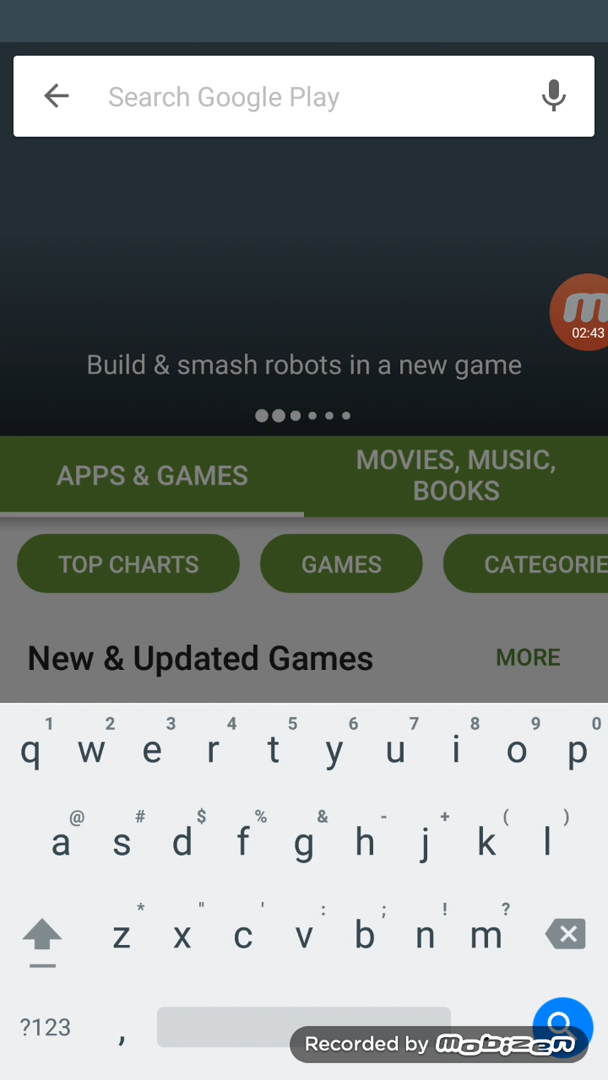 Search Google Play
02:43
Build & smash robots in a new game
APPS & GAMES
MOVIES, MUSIC,
BOOKS
TOP CHARTS
GAMES
CATEGORIE
New & Updated Games
MORE
1 2 3 4 5 6 7 8 9 0
q w e r t y u i o p
@ # $ % & - + ( )
a s d f g h j k l
* " ' : ; ! ?
z x c v b n m
?123 ,
Recorded by mobizen